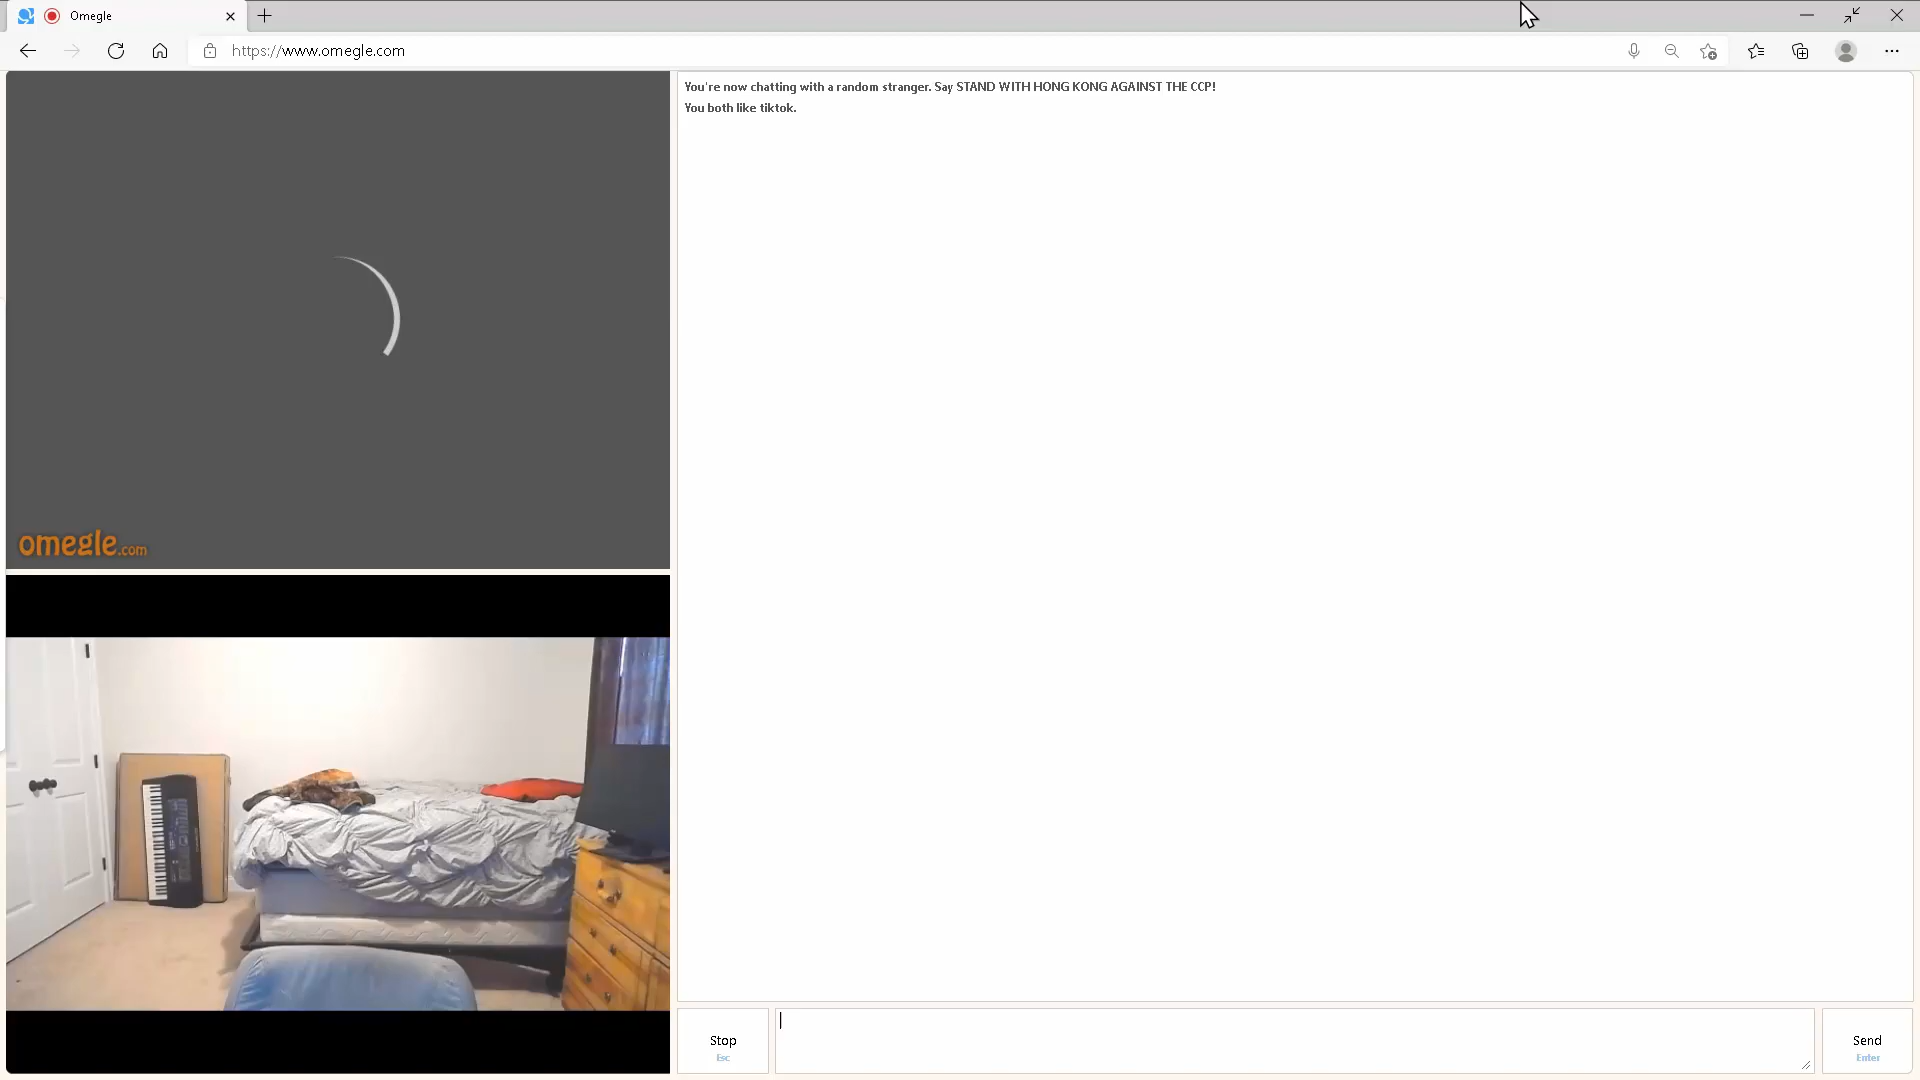 Omegle
https://www.omegle.com
You're now chatting with a random stranger. Say STAND WITH HONG KONG AGAINST THE CCP!
You both like tiktok.
omegle.com
Stop
Esc
Send
Enter